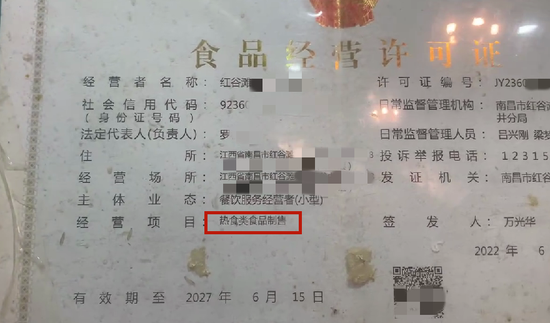 食品经营许可证
经营者名称：红谷滩
许可证编号：JY2360
社会信用代码：9236
(身份证号码)
日常监督管理机构：南昌市红谷
井分局
法定代表人(负责人)：罗
日常监督管理人员：吕兴刚 梁
住所：江西省南昌市红谷滩
投诉举报电话：12315
经营场所：江西省南昌市红谷滩
发证机关：南昌市红谷
主体业态：餐饮服务经营者(小型)
经营项目：热食类食品制售
签发人：万光华
2022 年 6
有效期至：2027 年 6 月 15 日